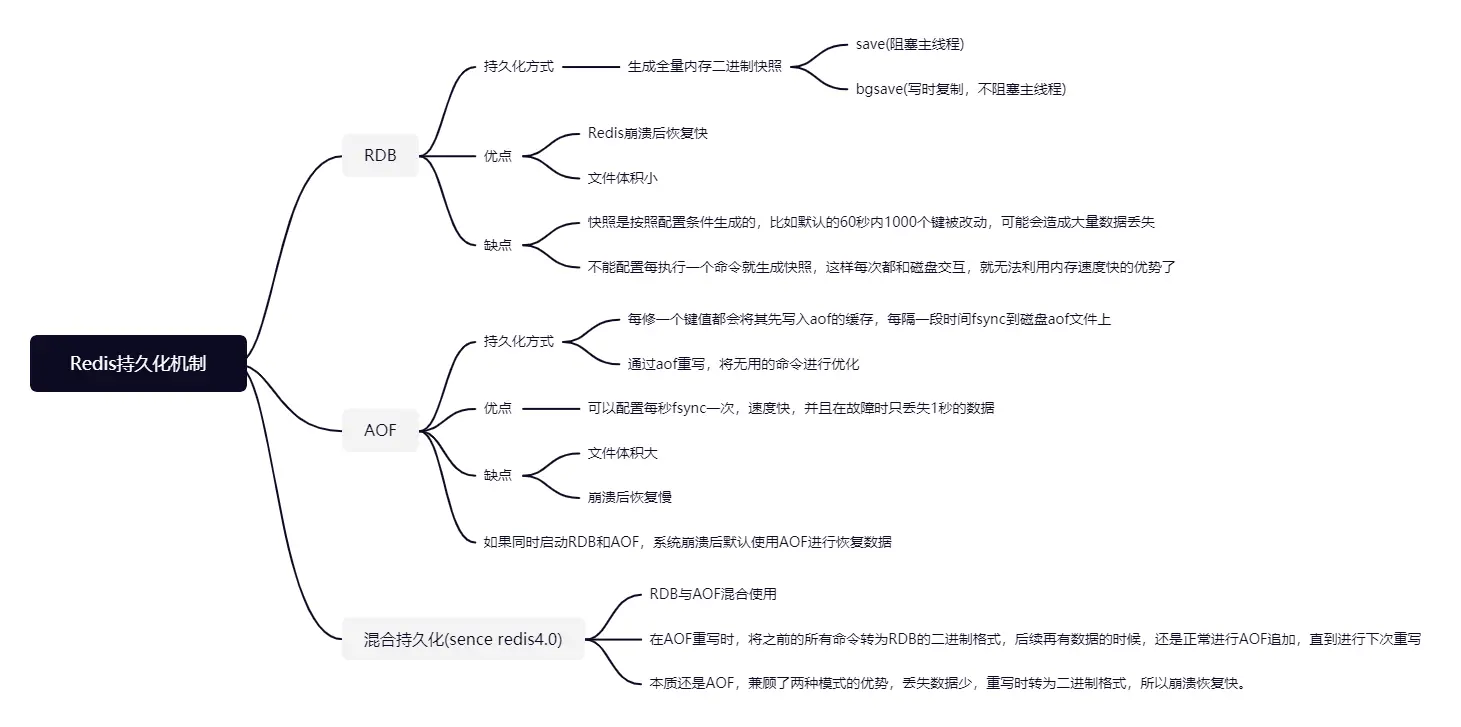 Redis持久化机制
RDB
持久化方式
生成全量内存二进制快照
save(阻塞主线程)
bgsave(写时复制，不阻塞主线程)
优点
Redis崩溃后恢复快
文件体积小
缺点
快照是按照配置条件生成的，比如默认的60秒内1000个键被改动，可能会造成大量数据丢失
不能配置每执行一个命令就生成快照，这样每次都和磁盘交互，就无法利用内存速度快的优势了
AOF
持久化方式
每修一个键值都会将其先写入aof的缓存，每隔一段时间fsync到磁盘aof文件上
通过aof重写，将无用的命令进行优化
优点
可以配置每秒fsync一次，速度快，并且在故障时只丢失1秒的数据
缺点
文件体积大
崩溃后恢复慢
如果同时启动RDB和AOF，系统崩溃后默认使用AOF进行恢复数据
混合持久化(sence redis4.0)
RDB与AOF混合使用
在AOF重写时，将之前的所有命令转为RDB的二进制格式，后续再有数据的时候，还是正常进行AOF追加，直到进行下次重写
本质还是AOF，兼顾了两种模式的优势，丢失数据少，重写时转为二进制格式，所以崩溃恢复快。